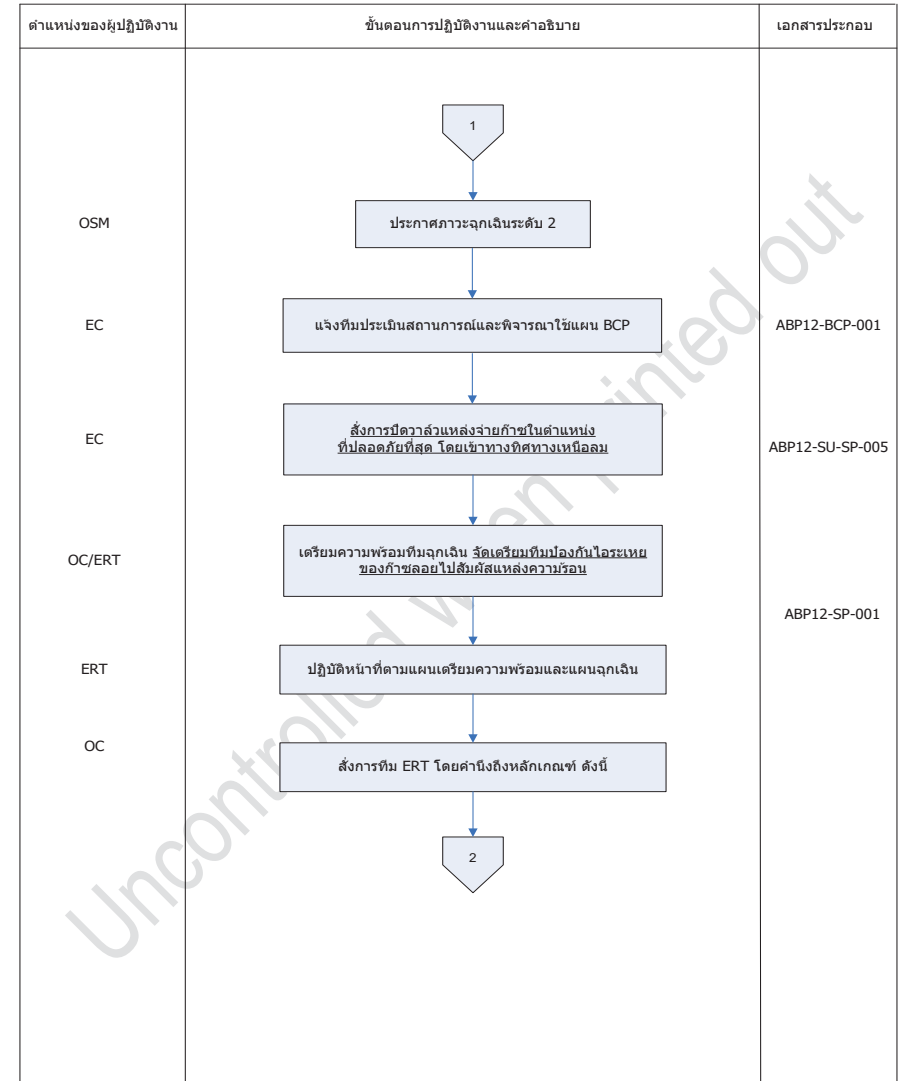 ตำแหน่งของผู้ปฏิบัติงาน
ขั้นตอนการปฏิบัติงานและคำอธิบาย
เอกสารประกอบ
1
OSM
ประกาศภาวะฉุกเฉินระดับ 2
EC
แจ้งทีมประเมินสถานการณ์และพิจารณาใช้แผน BCP
ABP12-BCP-001
EC
สั่งการปิดวาล์วแหล่งจ่ายก๊าซในตำแหน่ง
ที่ปลอดภัยที่สุด โดยเข้าทางทิศทางเหนือลม
ABP12-SU-SP-005
OC/ERT
เตรียมความพร้อมทีมฉุกเฉิน จัดเตรียมทีมป้องกันไอระเหย
ของก๊าซลอยไปสัมผัสแหล่งความร้อน
ABP12-SP-001
ERT
ปฏิบัติหน้าที่ตามแผนเตรียมความพร้อมและแผนฉุกเฉิน
OC
สั่งการทีม ERT โดยคำนึงถึงหลักเกณฑ์ ดังนี้
2
Uncontrolled when printed out